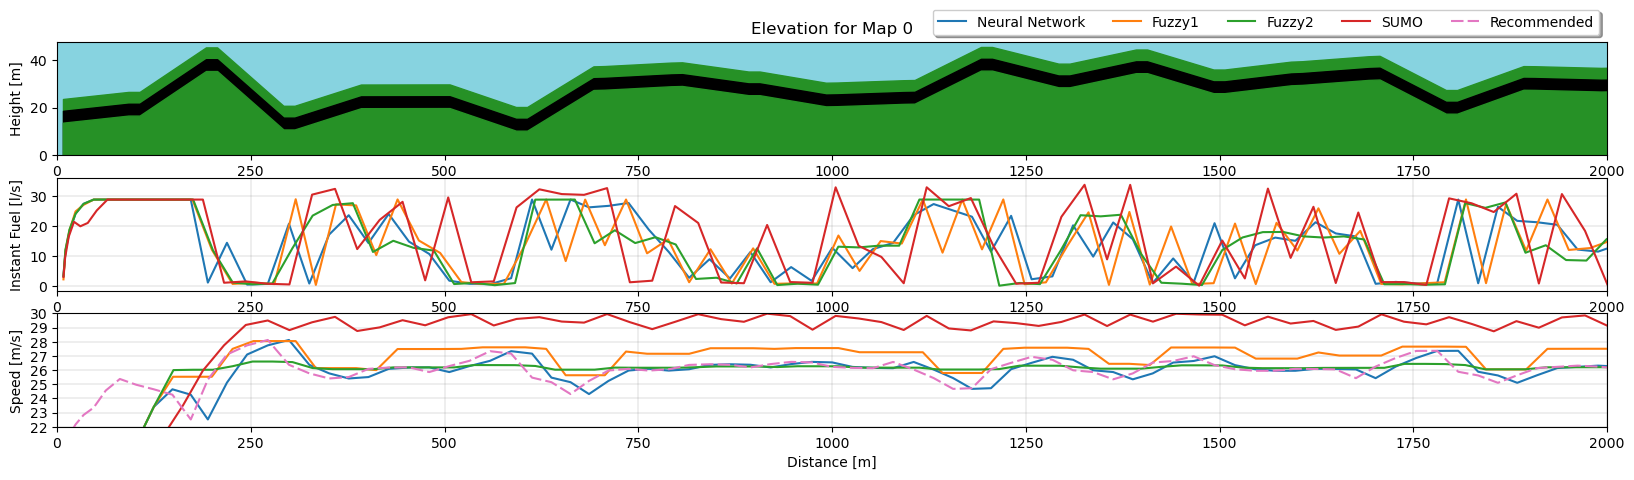 Elevation for Map 0
Neural Network Fuzzy1 Fuzzy2 SUMO Recommended
Height [m]
40
20
0
0 250 500 750 1000 1250 1500 1750 2000
Instant Fuel [l/s]
30
20
10
0
0 250 500 750 1000 1250 1500 1750 2000
Speed [m/s]
30
29
28
27
26
25
24
23
22
0 250 500 750 1000 1250 1500 1750 2000
Distance [m]